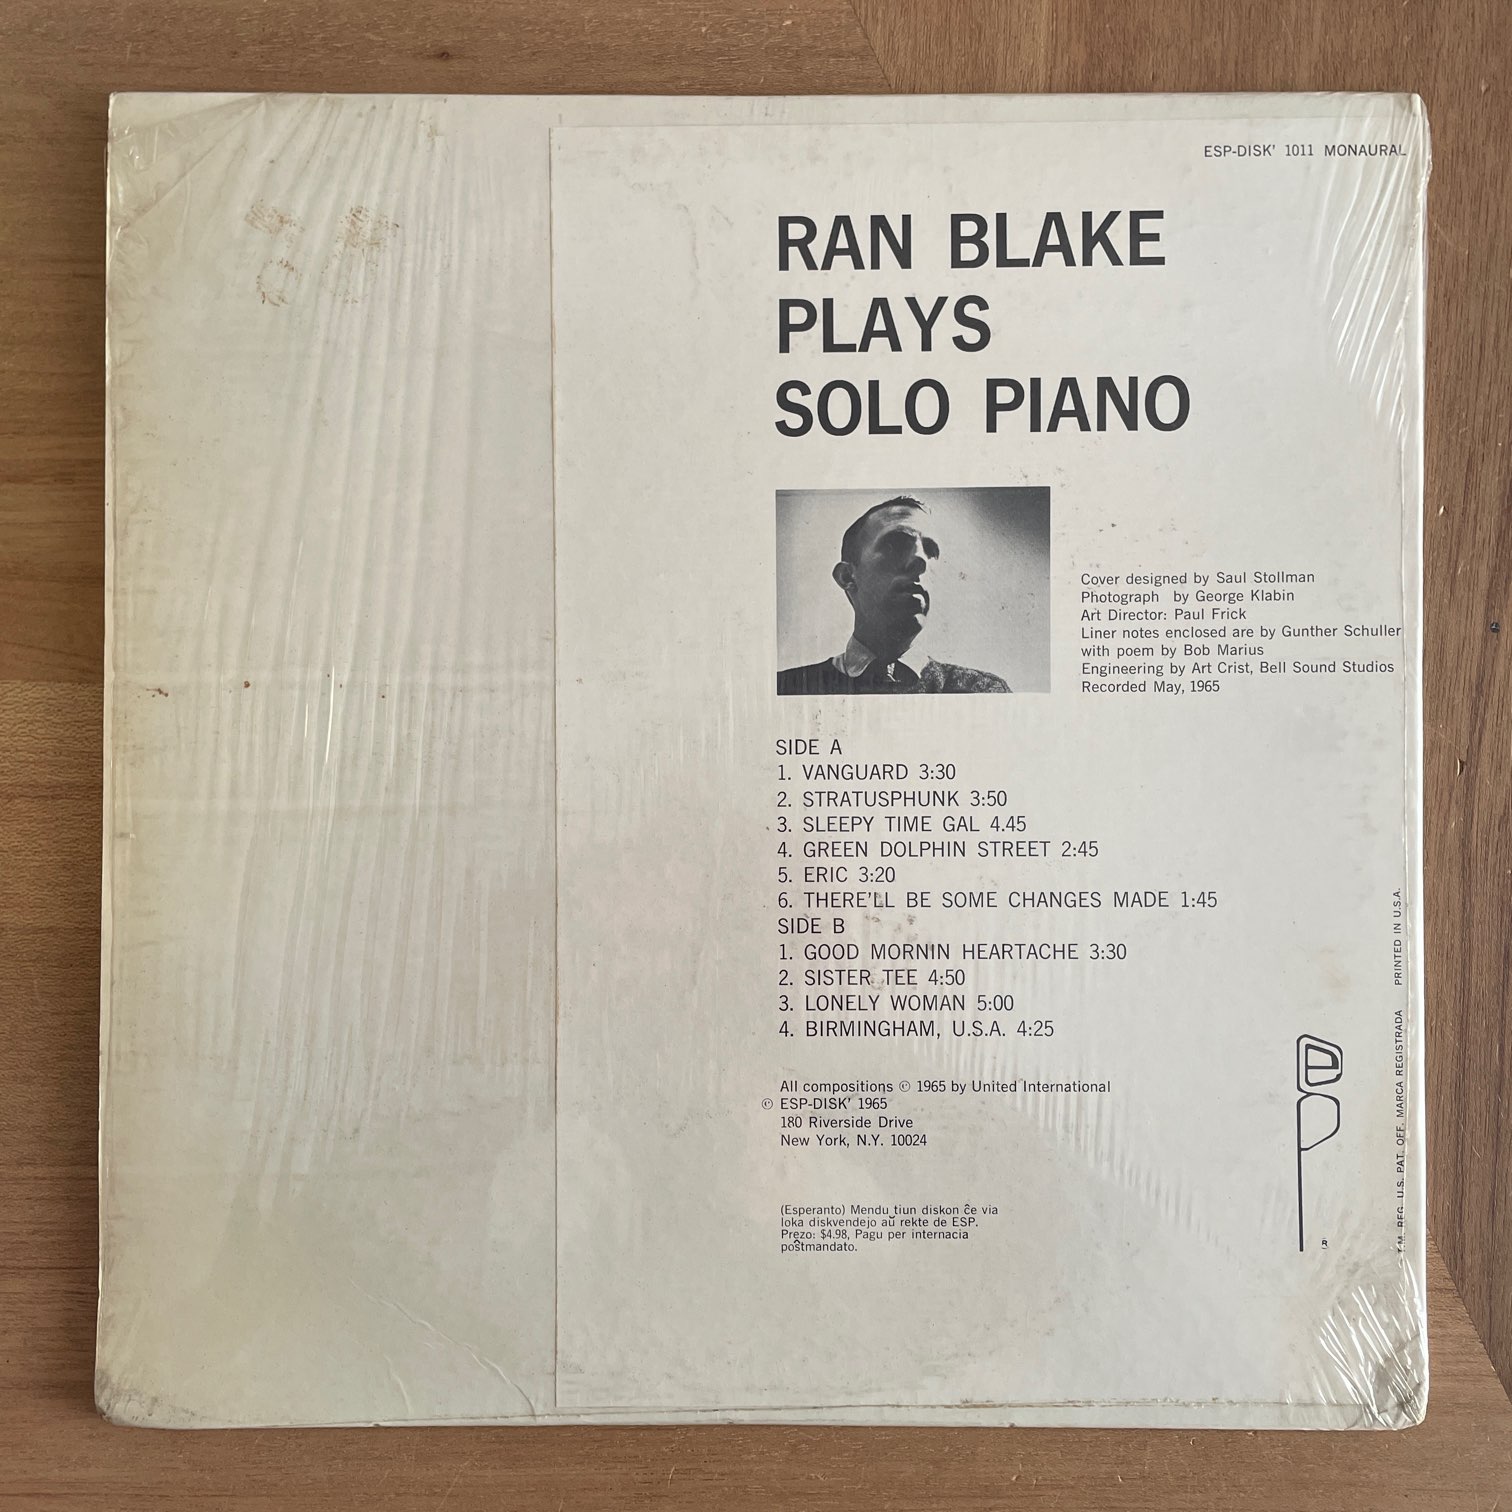 ESP-DISK' 1011 MONAURAL
RAN BLAKE
PLAYS
SOLO PIANO
Cover designed by Saul Stollman
Photograph by George Klabin
Art Director: Paul Frick
Liner notes enclosed are by Gunther Schuller
with poem by Bob Marius
Engineering by Art Crist, Bell Sound Studios
Recorded May, 1965
SIDE A
1. VANGUARD 3:30
2. STRATUSPHUNK 3:50
3. SLEEPY TIME GAL 4.45
4. GREEN DOLPHIN STREET 2:45
5. ERIC 3:20
6. THERE'LL BE SOME CHANGES MADE 1:45
SIDE B
1. GOOD MORNIN HEARTACHE 3:30
2. SISTER TEE 4:50
3. LONELY WOMAN 5:00
4. BIRMINGHAM, U.S.A. 4:25
All compositions © 1965 by United International
© ESP-DISK' 1965
180 Riverside Drive
New York, N.Y. 10024
(Esperanto) Mendu tiun diskon ĉe via
loka diskvendejo aŭ rekte de ESP.
Prezo: $4.98, Pagu per internacia
poŝtmandato.
R
T.M. REG. U.S. PAT. OFF. MARCA REGISTRADA PRINTED IN U.S.A.